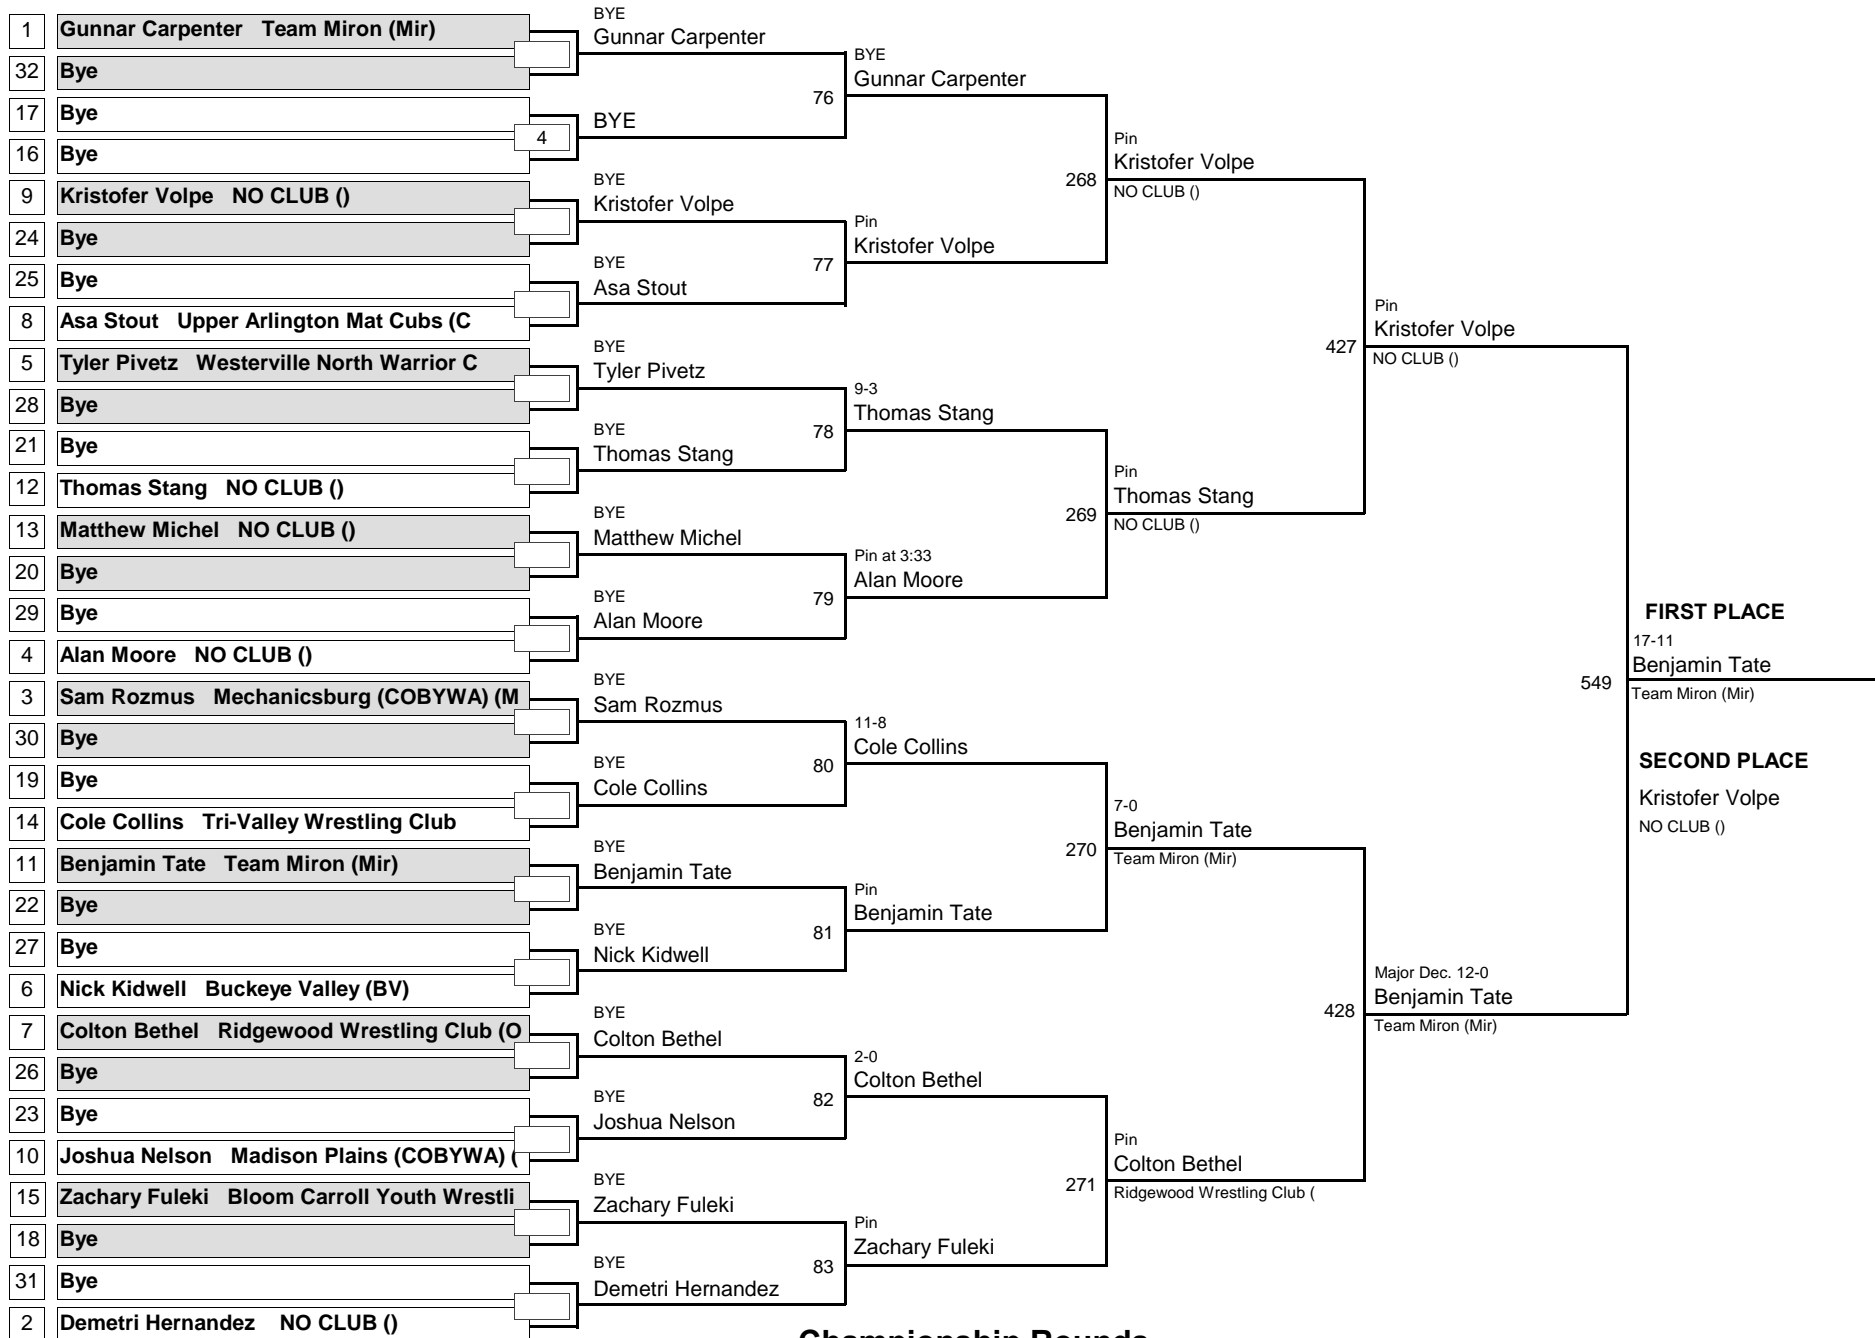 1 Gunnar Carpenter Team Miron (Mir)
32 Bye
17 Bye
16 Bye
9 Kristofer Volpe NO CLUB ()
24 Bye
25 Bye
8 Asa Stout Upper Arlington Mat Cubs (C
5 Tyler Pivetz Westerville North Warrior C
28 Bye
21 Bye
12 Thomas Stang NO CLUB ()
13 Matthew Michel NO CLUB ()
20 Bye
29 Bye
4 Alan Moore NO CLUB ()
3 Sam Rozmus Mechanicsburg (COBYWA) (M
30 Bye
19 Bye
14 Cole Collins Tri-Valley Wrestling Club
11 Benjamin Tate Team Miron (Mir)
22 Bye
27 Bye
6 Nick Kidwell Buckeye Valley (BV)
7 Colton Bethel Ridgewood Wrestling Club (O
26 Bye
23 Bye
10 Joshua Nelson Madison Plains (COBYWA) (
15 Zachary Fuleki Bloom Carroll Youth Wrestli
18 Bye
31 Bye
2 Demetri Hernandez NO CLUB ()
4
BYE
Gunnar Carpenter
BYE
BYE
Kristofer Volpe
BYE
Asa Stout
BYE
Tyler Pivetz
BYE
Thomas Stang
BYE
Matthew Michel
BYE
Alan Moore
BYE
Sam Rozmus
BYE
Cole Collins
BYE
Benjamin Tate
BYE
Nick Kidwell
BYE
Colton Bethel
BYE
Joshua Nelson
BYE
Zachary Fuleki
BYE
Demetri Hernandez
76
77
78
79
80
81
82
83
BYE
Gunnar Carpenter
Pin
Kristofer Volpe
9-3
Thomas Stang
Pin at 3:33
Alan Moore
11-8
Cole Collins
Pin
Benjamin Tate
2-0
Colton Bethel
Pin
Zachary Fuleki
268
269
270
271
Pin
Kristofer Volpe
NO CLUB ()
Pin
Thomas Stang
NO CLUB ()
7-0
Benjamin Tate
Team Miron (Mir)
Pin
Colton Bethel
Ridgewood Wrestling Club (
427
428
Pin
Kristofer Volpe
NO CLUB ()
Major Dec. 12-0
Benjamin Tate
Team Miron (Mir)
549
FIRST PLACE
17-11
Benjamin Tate
Team Miron (Mir)
SECOND PLACE
Kristofer Volpe
NO CLUB ()
Championship Rounds